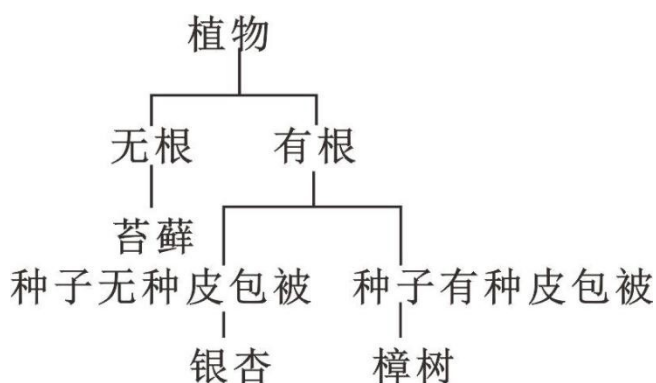 植物
无根 有根
苔藓
种子无种皮包被 种子有种皮包被
银杏 樟树